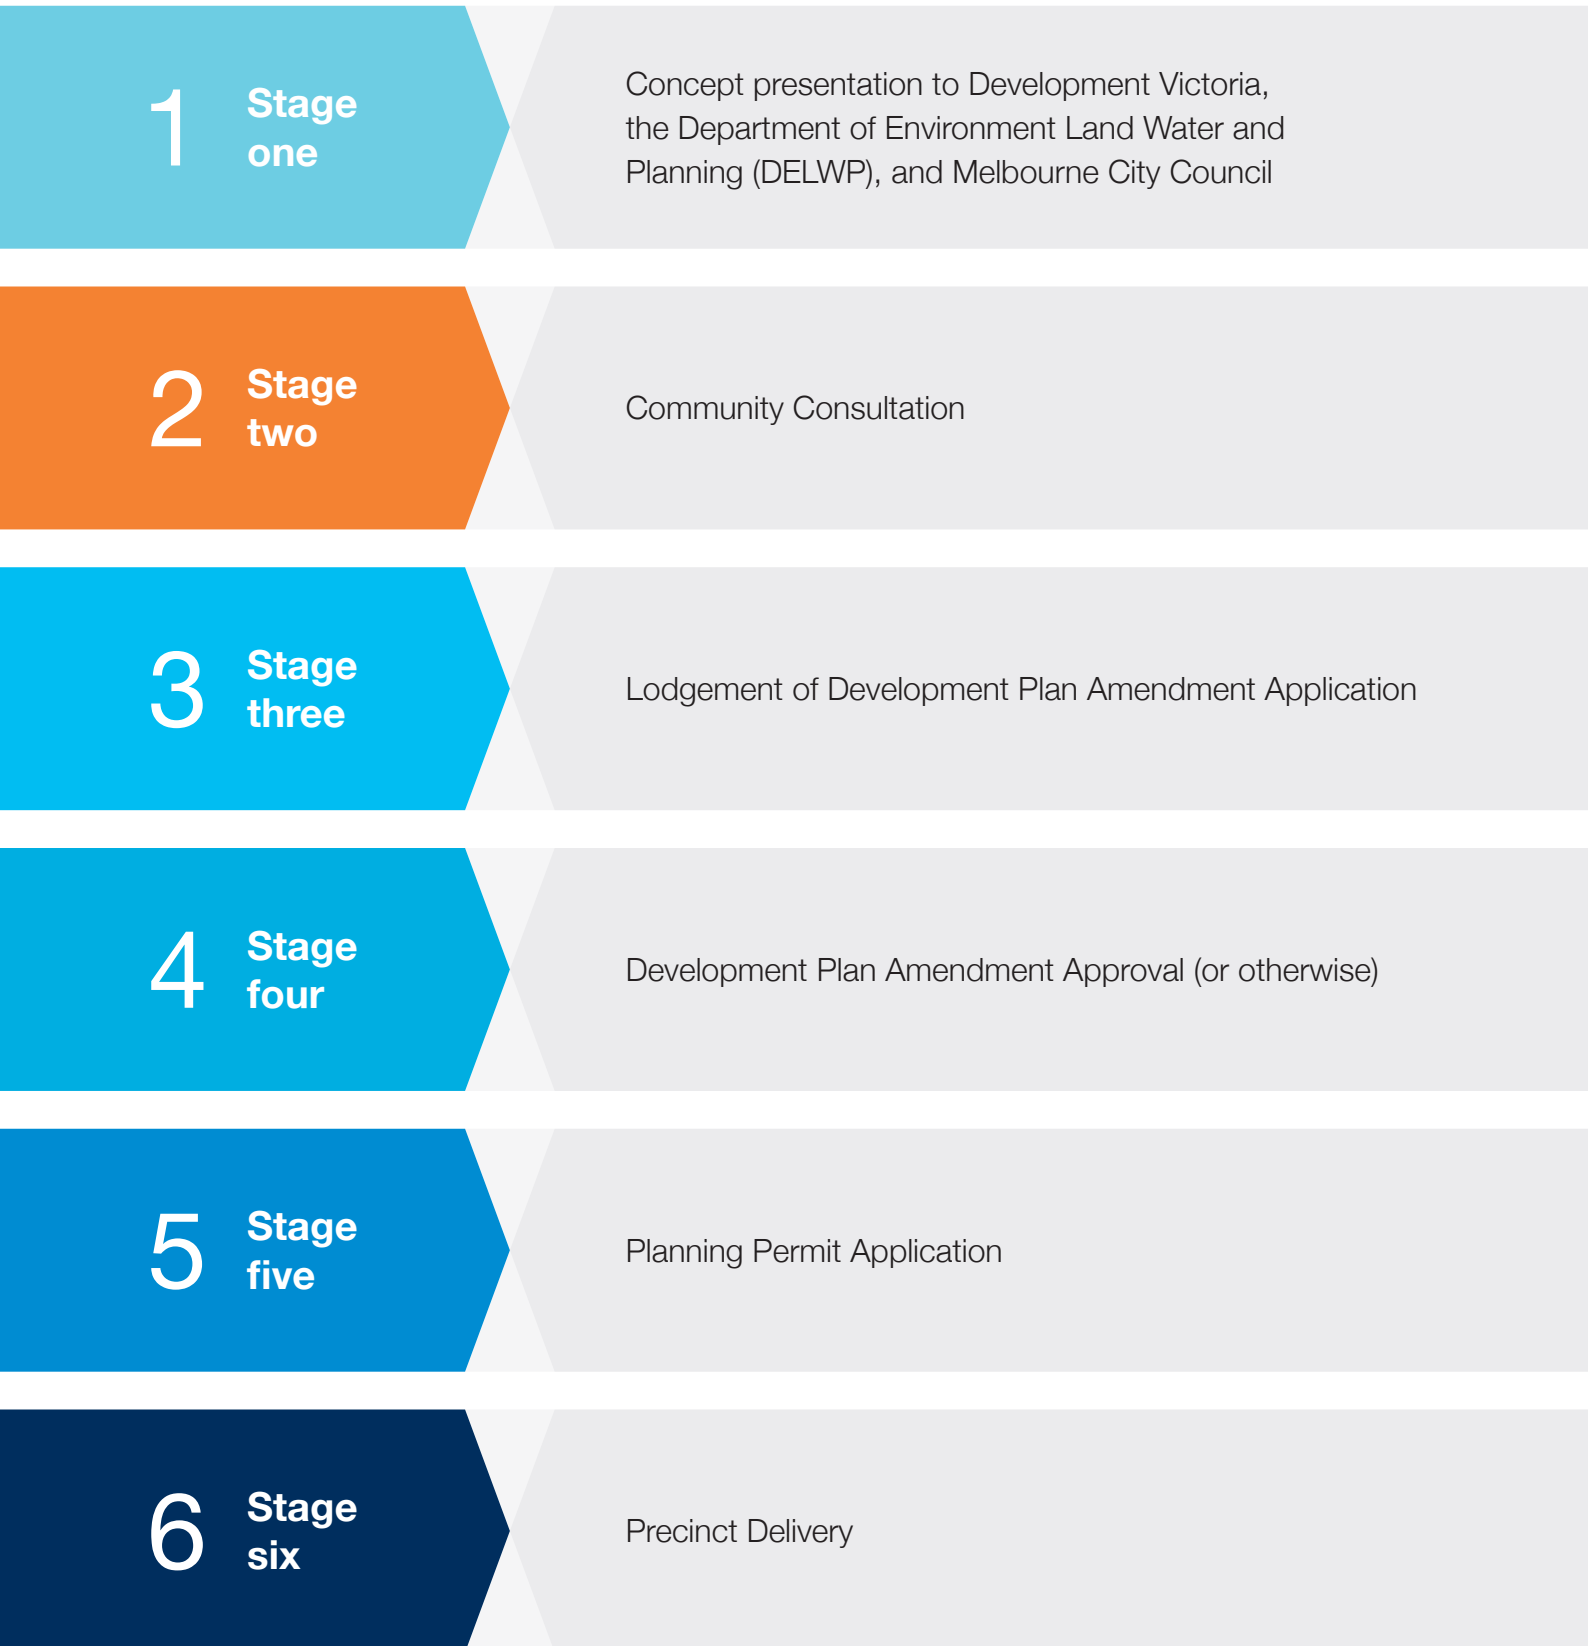 1
Stage
one
Concept presentation to Development Victoria,
the Department of Environment Land Water and
Planning (DELWP), and Melbourne City Council
2
Stage
two
Community Consultation
3
Stage
three
Lodgement of Development Plan Amendment Application
4
Stage
four
Development Plan Amendment Approval (or otherwise)
5
Stage
five
Planning Permit Application
6
Stage
six
Precinct Delivery